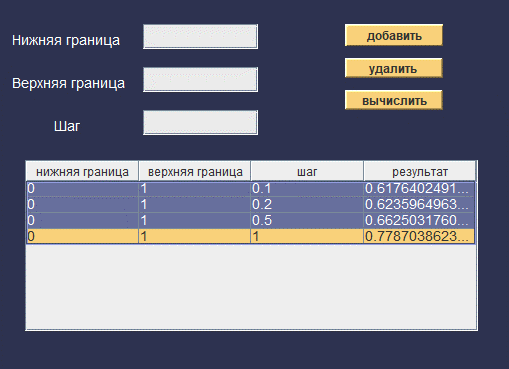 Нижняя граница
добавить
Верхняя граница
удалить
Шаг
вычислить
нижняя граница верхняя граница шаг результат
0 1 0.1 0.6176402491...
0 1 0.2 0.6235964963...
0 1 0.5 0.6625031760...
0 1 1 0.7787038623...